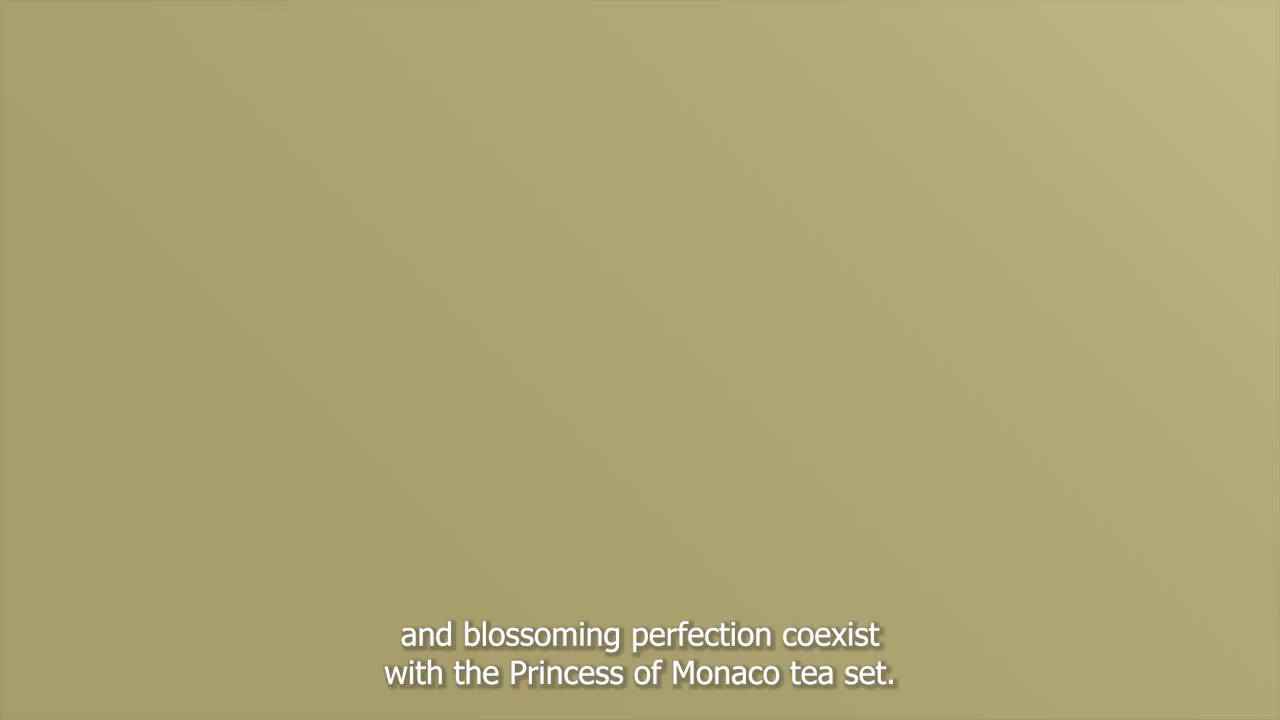 and blossoming perfection coexist
with the Princess of Monaco tea set.